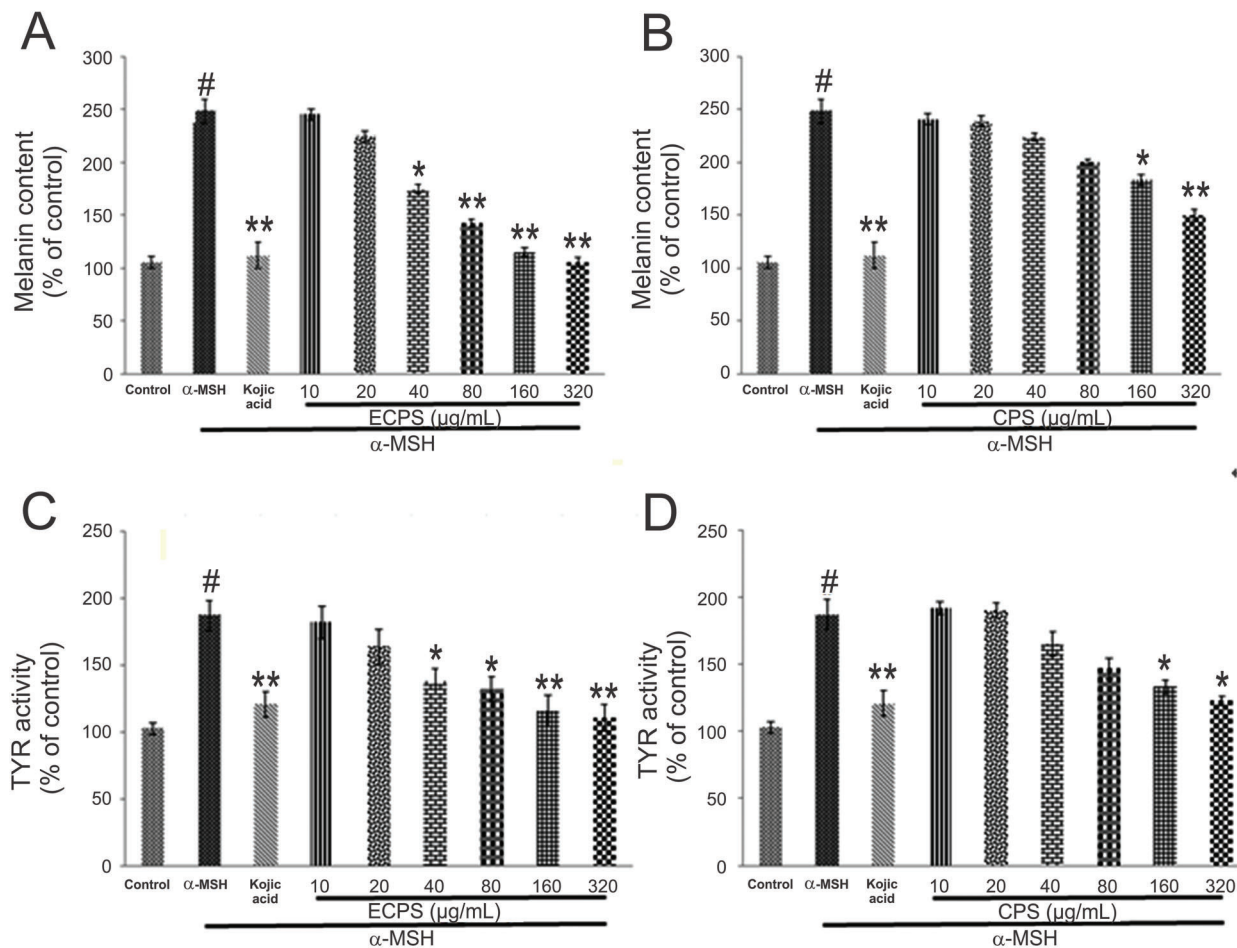 A
Melanin content
(% of control)
300
250
200
150
100
50
0
#
**
*
**
**
**
Control α-MSH Kojic acid 10 20 40 80 160 320
ECPS (µg/mL)
α-MSH
B
Melanin content
(% of control)
300
250
200
150
100
50
0
#
**
*
**
Control α-MSH Kojic acid 10 20 40 80 160 320
CPS (µg/mL)
α-MSH
C
TYR activity
(% of control)
250
200
150
100
50
0
#
**
*
*
**
**
Control α-MSH Kojic acid 10 20 40 80 160 320
ECPS (µg/mL)
α-MSH
D
TYR activity
(% of control)
250
200
150
100
50
0
#
**
*
*
Control α-MSH Kojic acid 10 20 40 80 160 320
CPS (µg/mL)
α-MSH